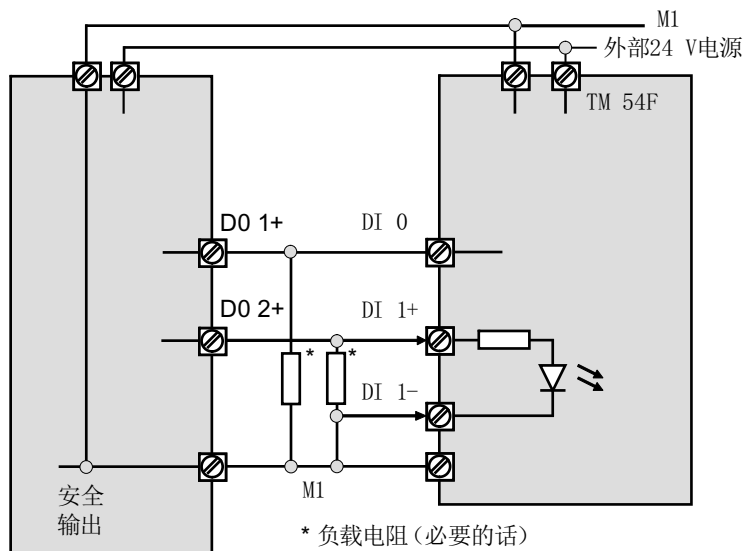 M1
外部24 V电源
TM 54F
D0 1+
DI 0
D0 2+
DI 1+
*
*
DI 1-
安全
输出
M1
* 负载电阻(必要的话)